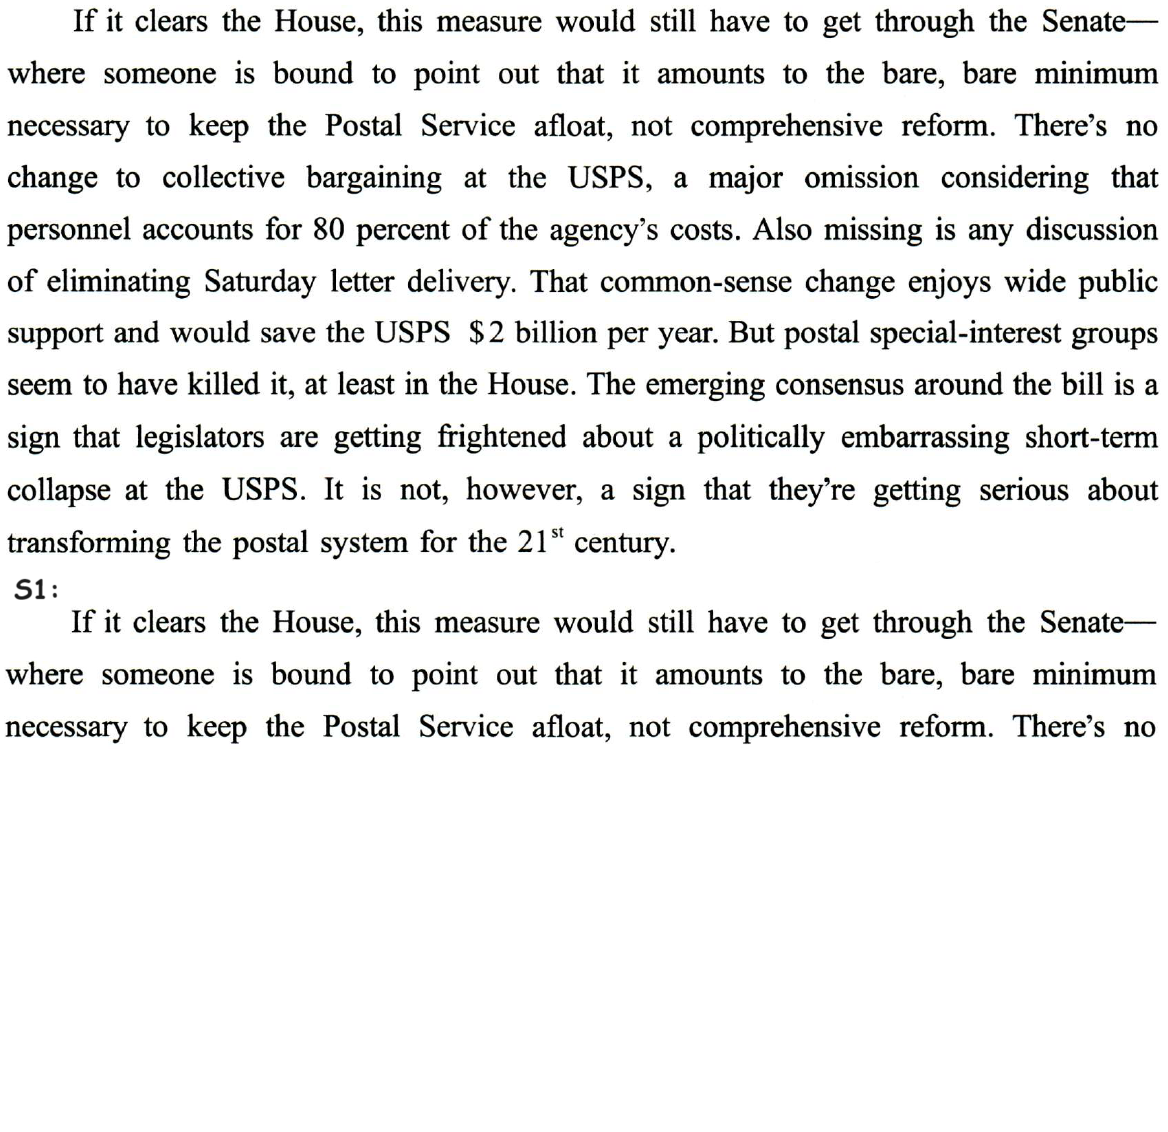 If it clears the House, this measure would still have to get through the Senate—
where someone is bound to point out that it amounts to the bare, bare minimum
necessary to keep the Postal Service afloat, not comprehensive reform. There's no
change to collective bargaining at the USPS, a major omission considering that
personnel accounts for 80 percent of the agency's costs. Also missing is any discussion
of eliminating Saturday letter delivery. That common-sense change enjoys wide public
support and would save the USPS $2 billion per year. But postal special-interest groups
seem to have killed it, at least in the House. The emerging consensus around the bill is a
sign that legislators are getting frightened about a politically embarrassing short-term
collapse at the USPS. It is not, however, a sign that they're getting serious about
transforming the postal system for the 21st century.
S1:
If it clears the House, this measure would still have to get through the Senate—
where someone is bound to point out that it amounts to the bare, bare minimum
necessary to keep the Postal Service afloat, not comprehensive reform. There's no